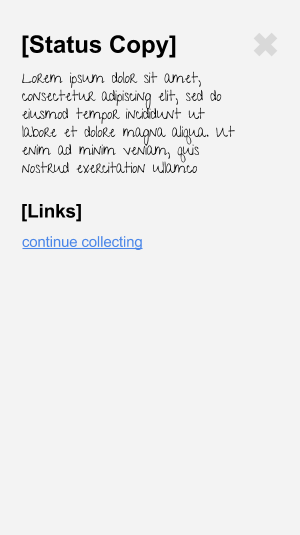 [Status Copy]
Lorem ipsum dolor sit amet,
consectetur adipiscing elit, sed do
eiusmod tempor incididunt ut
labore et dolore magna aliqua. Ut
enim ad minim veniam, quis
nostrud exercitation ullamco
[Links]
continue collecting